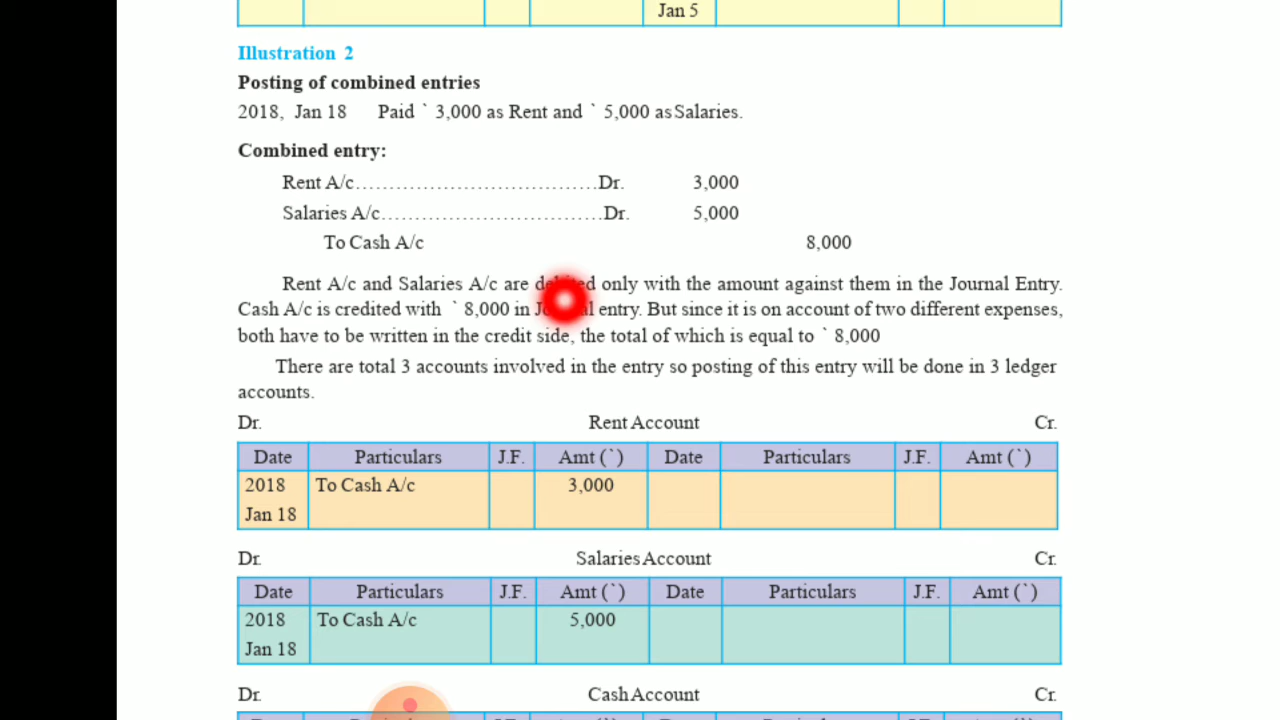 Jan 5
Illustration 2
Posting of combined entries
2018, Jan 18 Paid ` 3,000 as Rent and ` 5,000 as Salaries.
Combined entry:
Rent A/c....................................Dr. 3,000
Salaries A/c.................................Dr. 5,000
To Cash A/c 8,000
Rent A/c and Salaries A/c are debited only with the amount against them in the Journal Entry.
Cash A/c is credited with ` 8,000 in Journal entry. But since it is on account of two different expenses,
both have to be written in the credit side, the total of which is equal to ` 8,000
There are total 3 accounts involved in the entry so posting of this entry will be done in 3 ledger
accounts.
Dr. Rent Account Cr.
Date Particulars J.F. Amt (`) Date Particulars J.F. Amt (`)
2018 To Cash A/c 3,000
Jan 18
Dr. Salaries Account Cr.
Date Particulars J.F. Amt (`) Date Particulars J.F. Amt (`)
2018 To Cash A/c 5,000
Jan 18
Dr. Cash Account Cr.